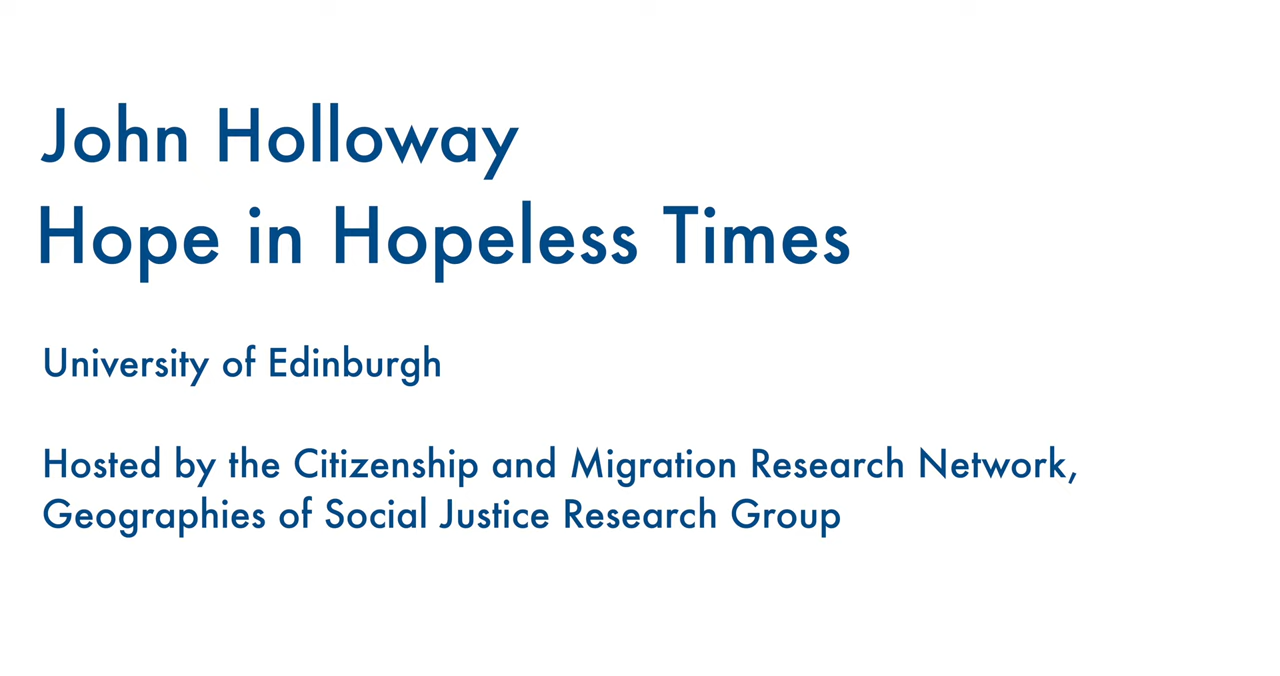 John Holloway
Hope in Hopeless Times
University of Edinburgh
Hosted by the Citizenship and Migration Research Network,
Geographies of Social Justice Research Group